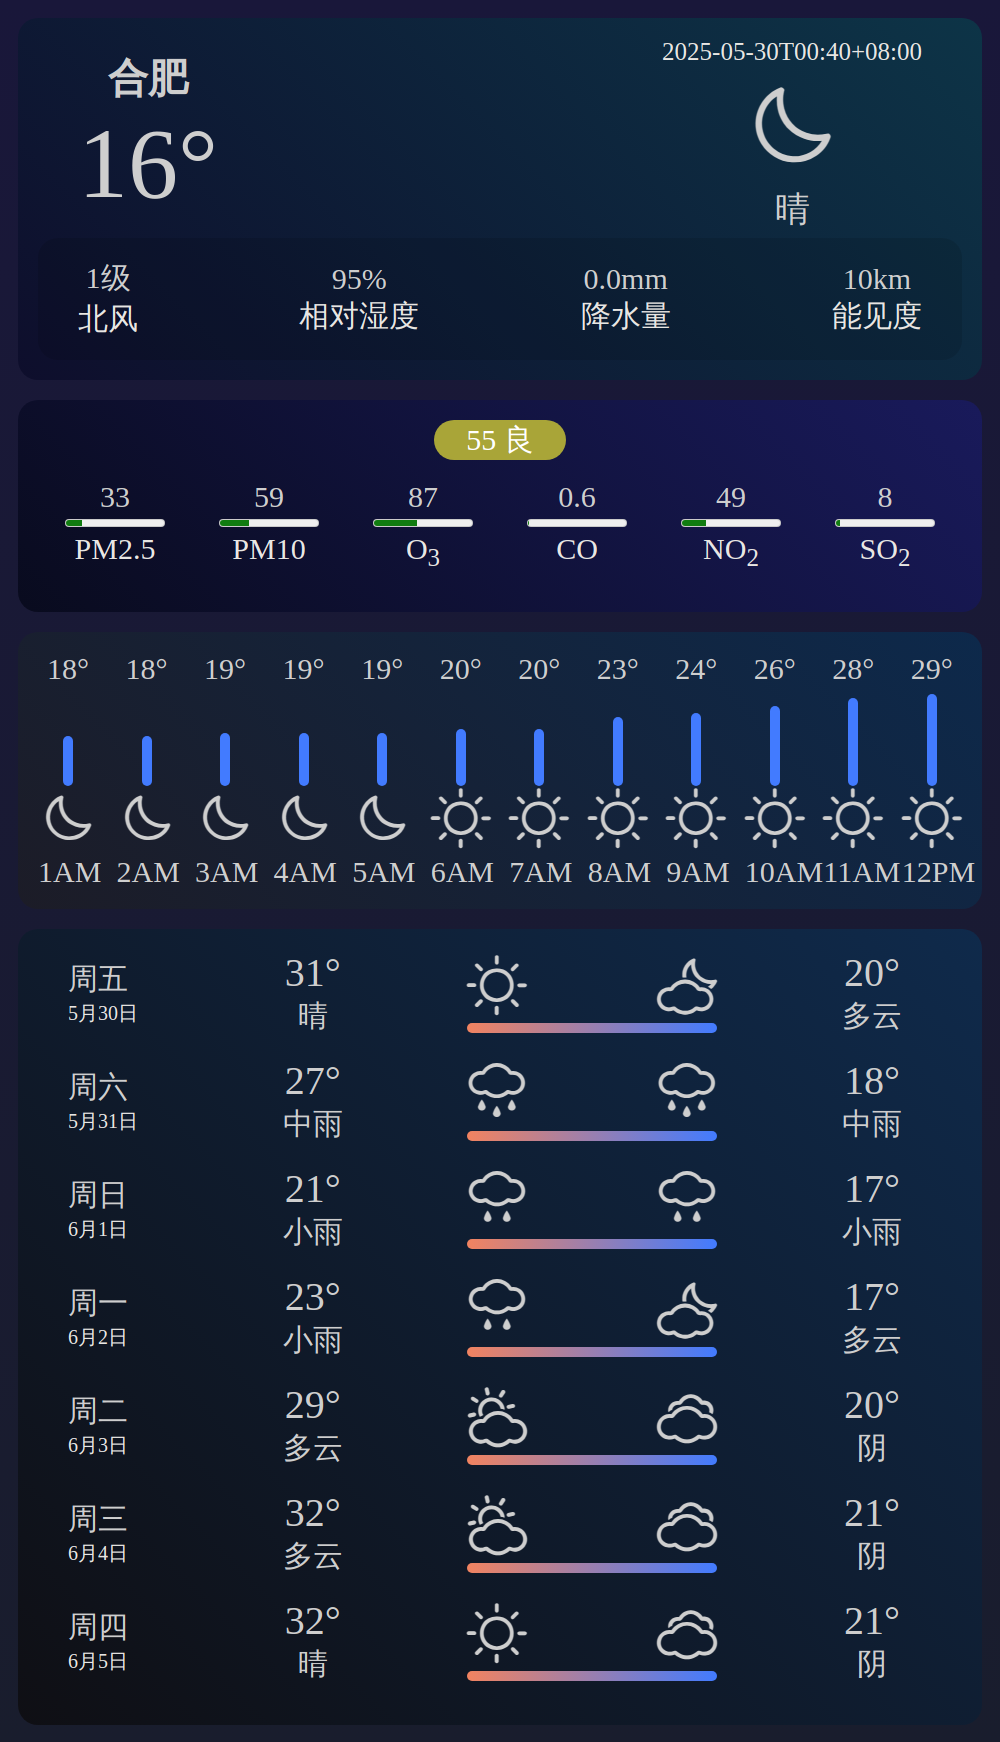 合肥
16°
2025-05-30T00:40+08:00
晴
1级 95% 0.0mm 10km
北风 相对湿度 降水量 能见度
55 良
33 59 87 0.6 49 8
PM2.5 PM10 O3 CO NO2 SO2
18° 18° 19° 19° 19° 20° 20° 23° 24° 26° 28° 29°
1AM 2AM 3AM 4AM 5AM 6AM 7AM 8AM 9AM 10AM 11AM 12PM
周五 31° 20°
5月30日 晴 多云
周六 27° 18°
5月31日 中雨 中雨
周日 21° 17°
6月1日 小雨 小雨
周一 23° 17°
6月2日 小雨 多云
周二 29° 20°
6月3日 多云 阴
周三 32° 21°
6月4日 多云 阴
周四 32° 21°
6月5日 晴 阴